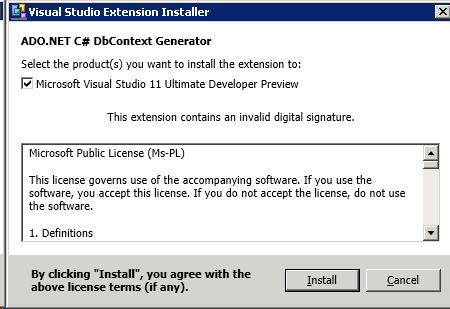 Visual Studio Extension Installer
ADO.NET C# DbContext Generator
Select the product(s) you want to install the extension to:
Microsoft Visual Studio 11 Ultimate Developer Preview
This extension contains an invalid digital signature.
Microsoft Public License (Ms-PL)
This license governs use of the accompanying software. If you use the
software, you accept this license. If you do not accept the license, do not use
the software.
1. Definitions
By clicking "Install", you agree with the
above license terms (if any).
Install
Cancel